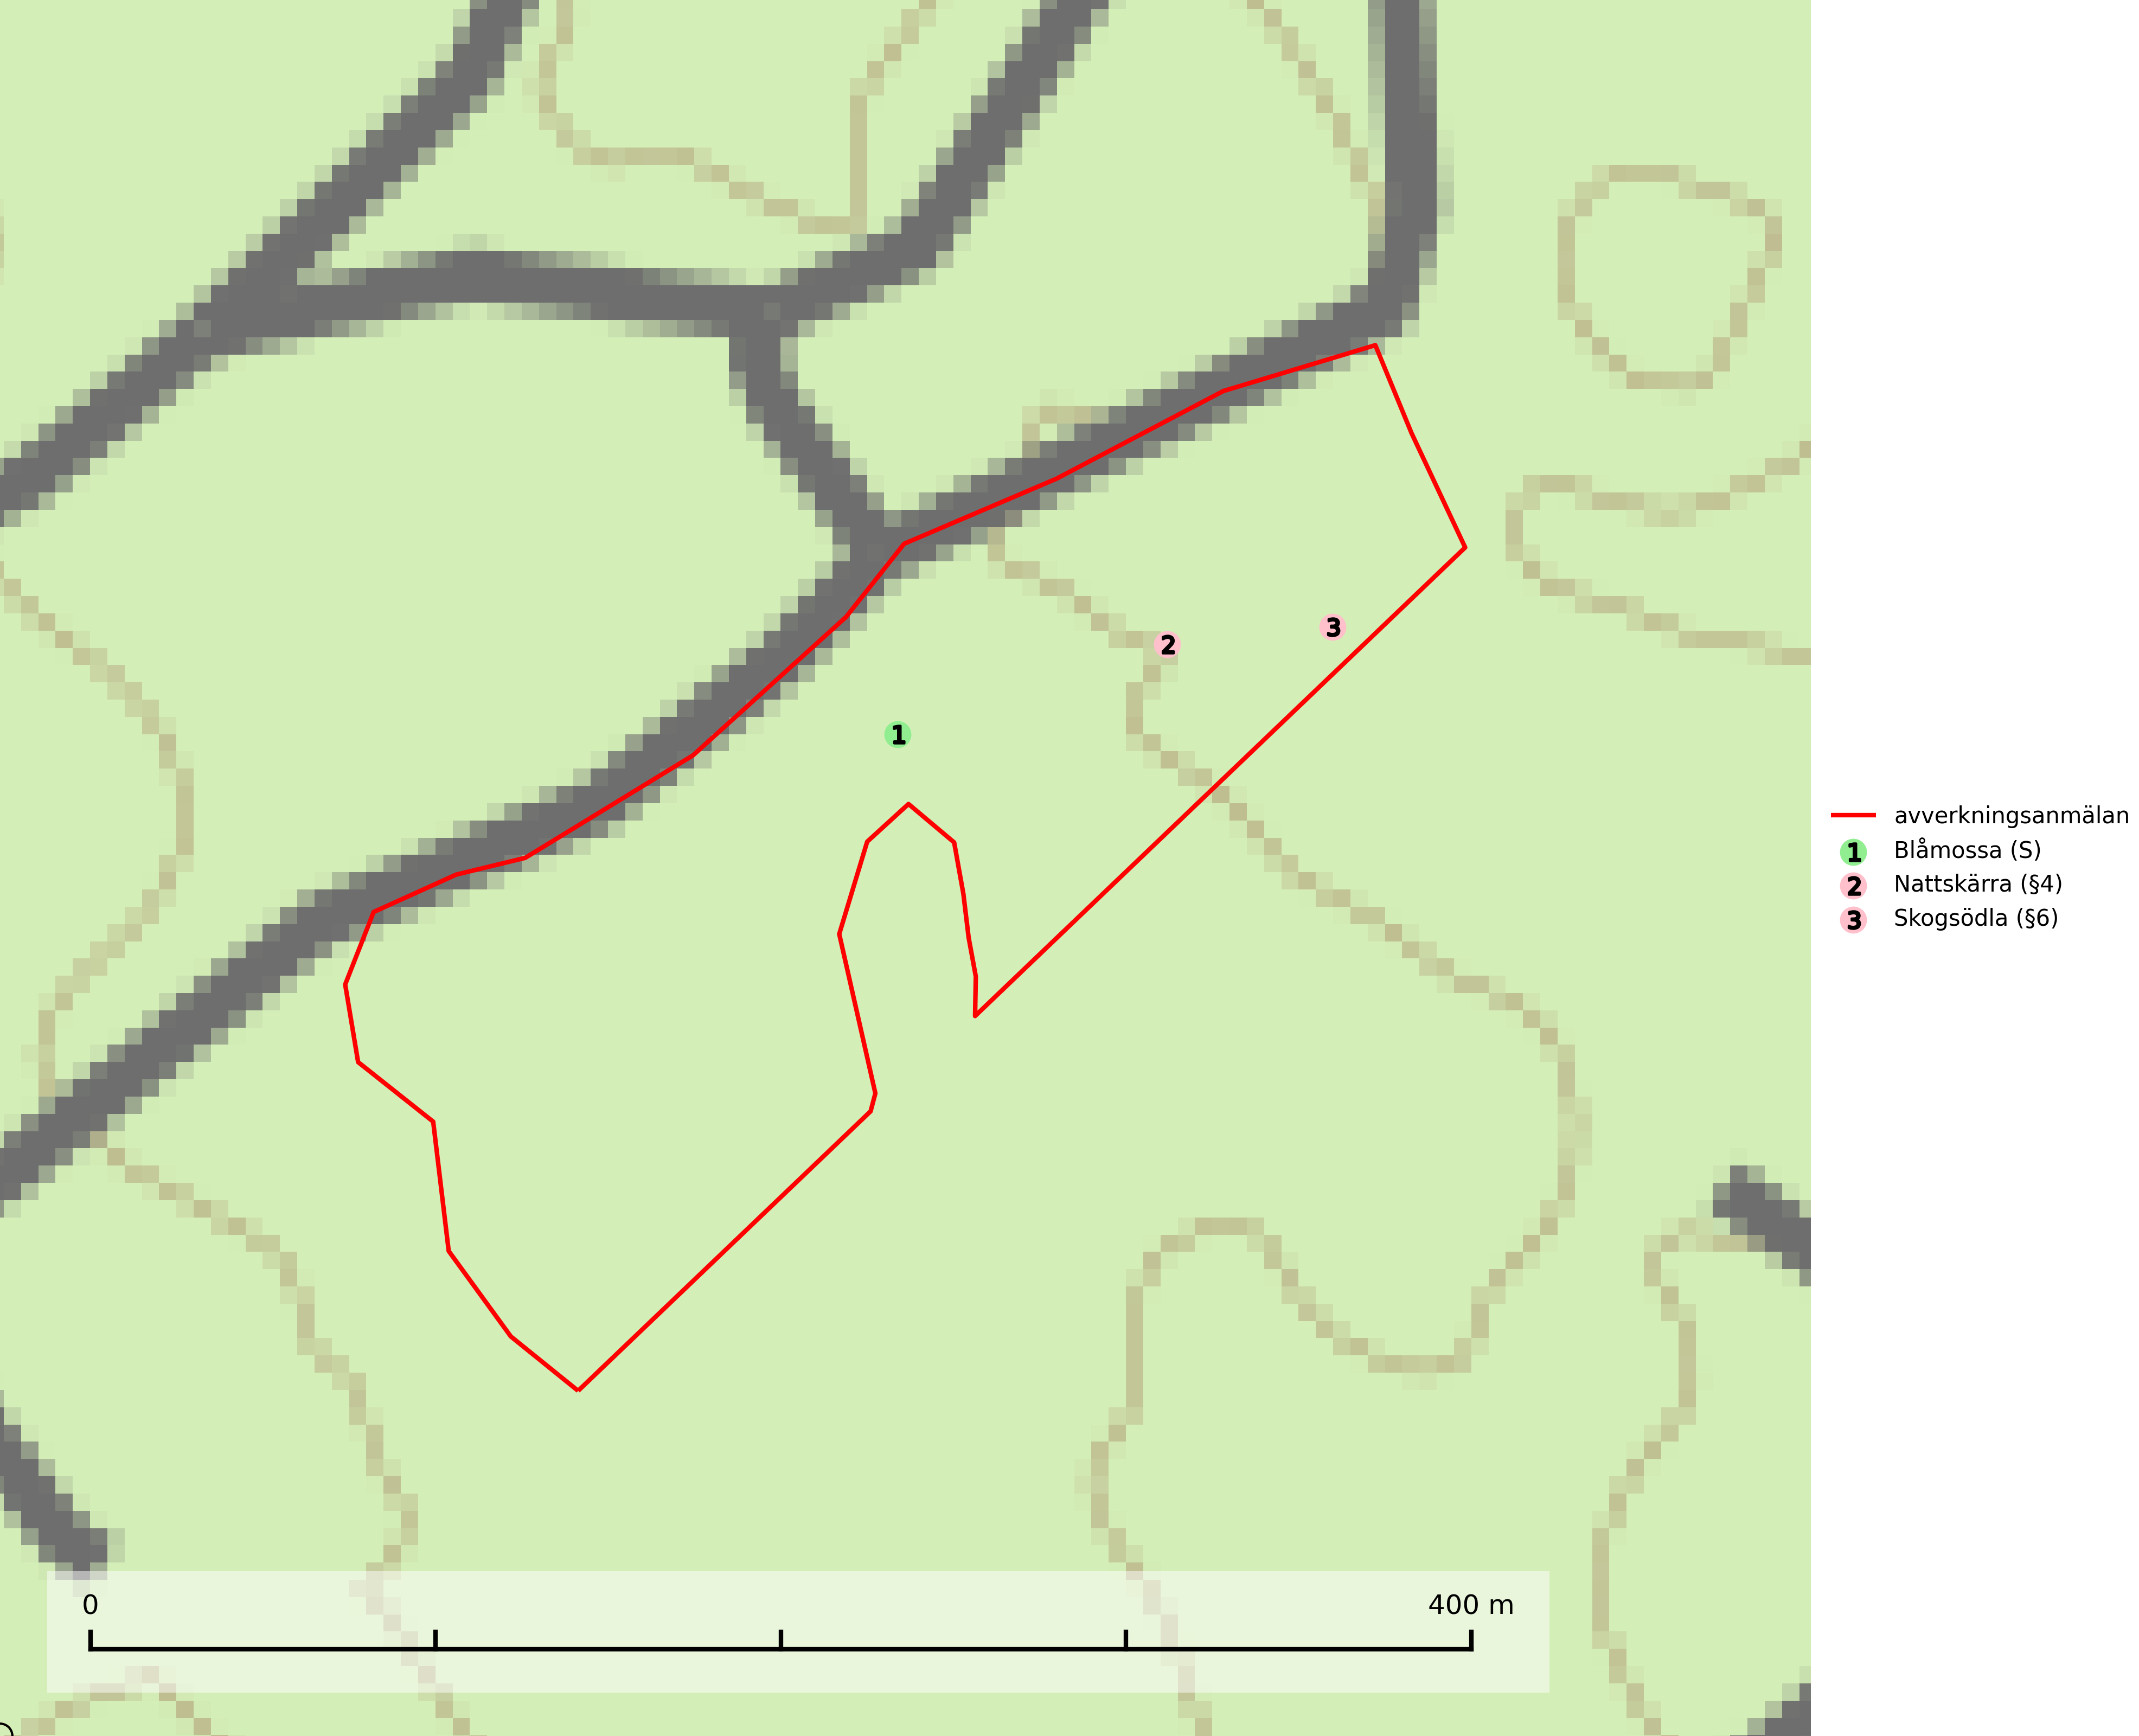 2
3
1
avverkningsanmälan
1 Blåmossa (S)
2 Nattskärra (§4)
3 Skogsödla (§6)
0 400 m